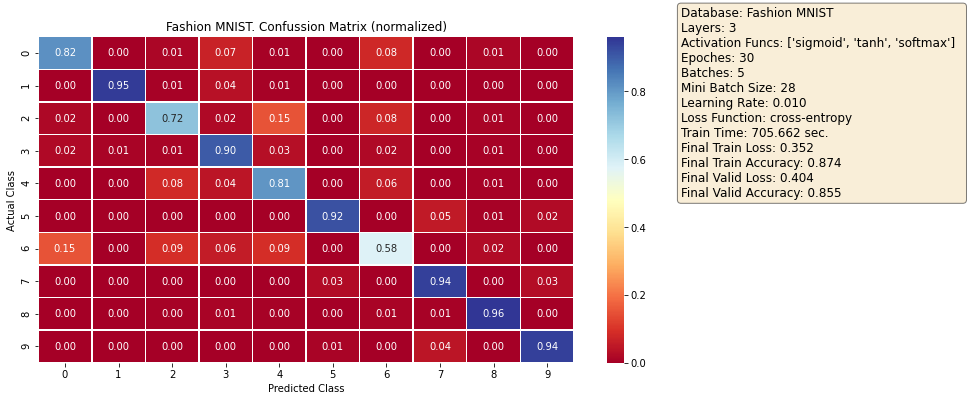 Fashion MNIST. Confussion Matrix (normalized)
0 0.82 0.00 0.01 0.07 0.01 0.00 0.08 0.00 0.01 0.00
1 0.00 0.95 0.01 0.04 0.01 0.00 0.00 0.00 0.00 0.00
2 0.02 0.00 0.72 0.02 0.15 0.00 0.08 0.00 0.01 0.00
3 0.02 0.01 0.01 0.90 0.03 0.00 0.02 0.00 0.01 0.00
4 0.00 0.00 0.08 0.04 0.81 0.00 0.06 0.00 0.01 0.00
5 0.00 0.00 0.00 0.00 0.00 0.92 0.00 0.05 0.01 0.02
6 0.15 0.00 0.09 0.06 0.09 0.00 0.58 0.00 0.02 0.00
7 0.00 0.00 0.00 0.00 0.00 0.03 0.00 0.94 0.00 0.03
8 0.00 0.00 0.00 0.01 0.00 0.00 0.01 0.01 0.96 0.00
9 0.00 0.00 0.00 0.00 0.00 0.01 0.00 0.04 0.00 0.94
0 1 2 3 4 5 6 7 8 9
Actual Class
Predicted Class
0.8
0.6
0.4
0.2
0.0
Database: Fashion MNIST
Layers: 3
Activation Funcs: ['sigmoid', 'tanh', 'softmax']
Epoches: 30
Batches: 5
Mini Batch Size: 28
Learning Rate: 0.010
Loss Function: cross-entropy
Train Time: 705.662 sec.
Final Train Loss: 0.352
Final Train Accuracy: 0.874
Final Valid Loss: 0.404
Final Valid Accuracy: 0.855